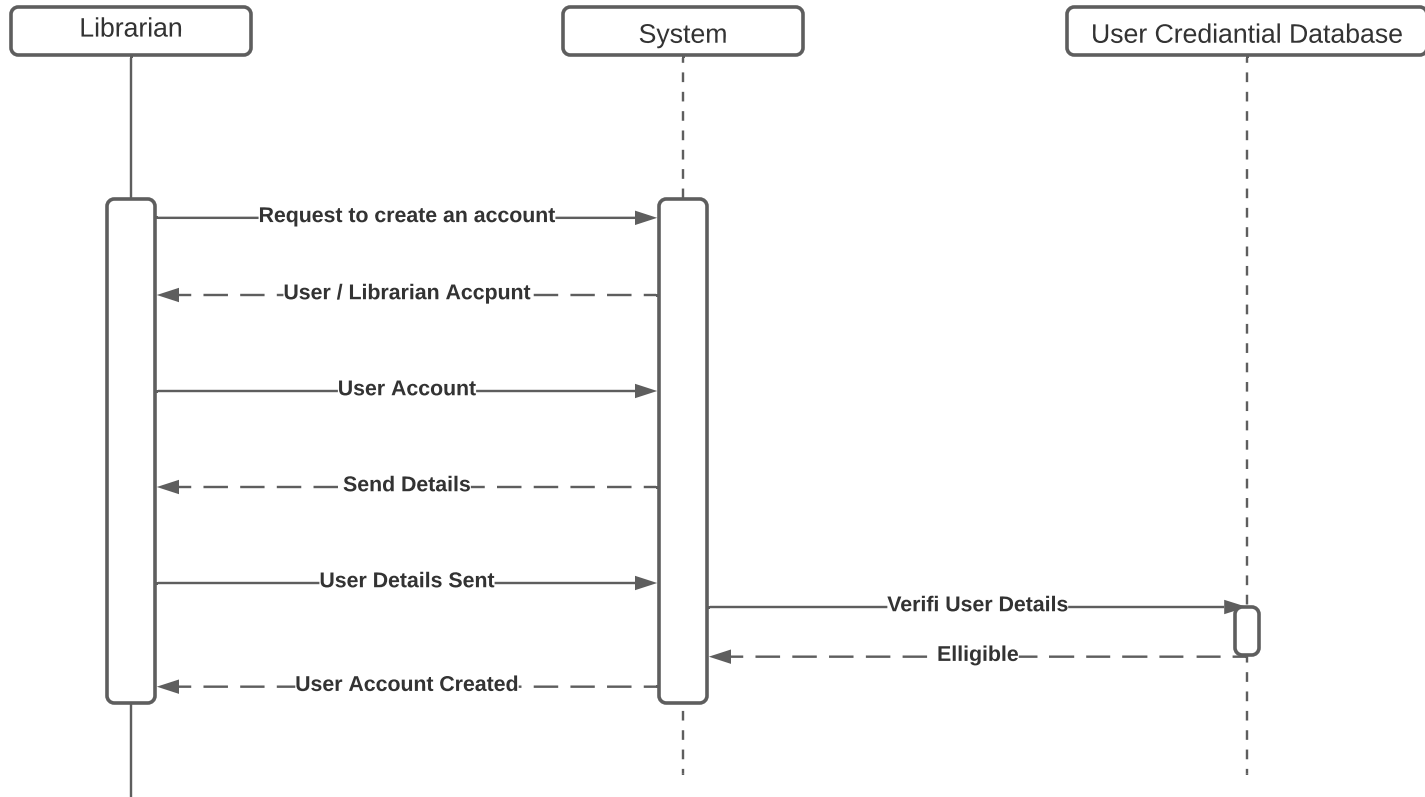 Librarian
System
User Crediantial Database
Request to create an account
User / Librarian Accpunt
User Account
Send Details
User Details Sent
Verifi User Details
Elligible
User Account Created